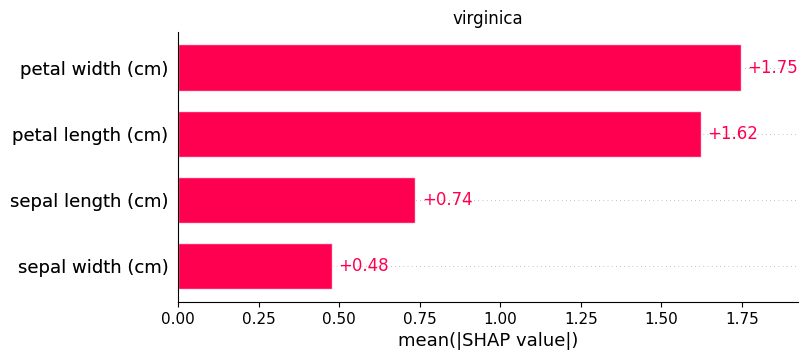 virginica
petal width (cm)
+1.75
petal length (cm)
+1.62
sepal length (cm)
+0.74
sepal width (cm)
+0.48
0.00 0.25 0.50 0.75 1.00 1.25 1.50 1.75
mean(|SHAP value|)